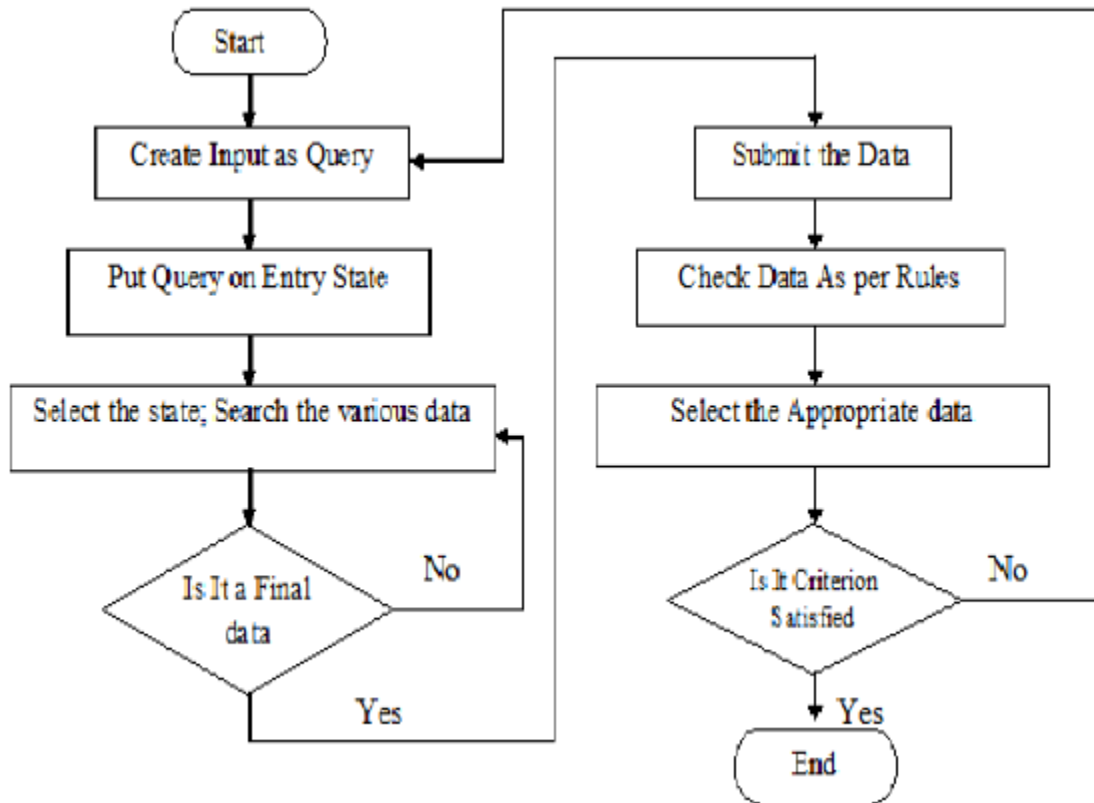 Start
Create Input as Query
Put Query on Entry State
Select the state; Search the various data
Is It a Final
data
No
Yes
Submit the Data
Check Data As per Rules
Select the Appropriate data
Is It Criterion
Satisfied
No
Yes
End